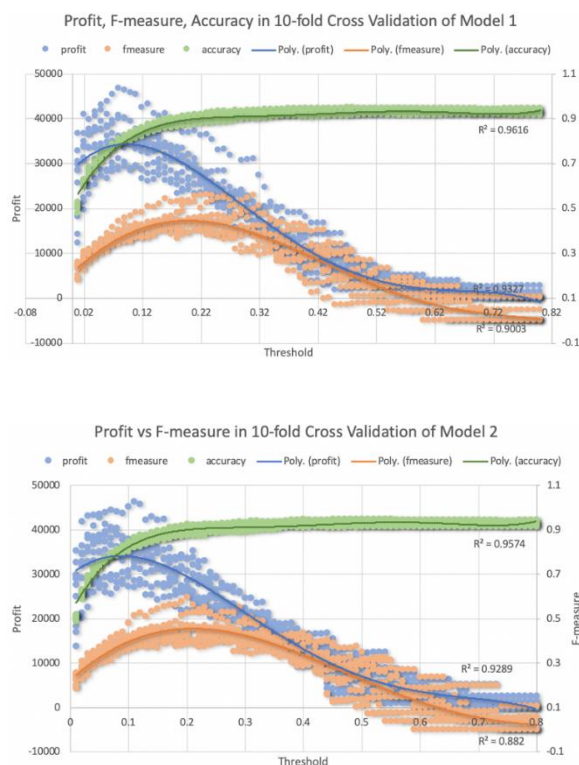 Profit, F-measure, Accuracy in 10-fold Cross Validation of Model 1
profit fmeasure accuracy Poly. (profit) Poly. (fmeasure) Poly. (accuracy)
50000 1.1
40000 0.9
R² = 0.9616
30000 0.7
Profit
20000 0.5
10000 0.3
R² = 0.9327
0 0.1
-0.08 0.02 0.12 0.22 0.32 0.42 0.52 0.62 0.72 0.82
R² = 0.9003
-10000 -0.1
Threshold
Profit vs F-measure in 10-fold Cross Validation of Model 2
profit fmeasure accuracy Poly. (profit) Poly. (fmeasure) Poly. (accuracy)
50000 1.1
40000 0.9
R² = 0.9574
30000 0.7
Profit F-measure
20000 0.5
10000 0.3
R² = 0.9289
0 0.1
R² = 0.882
-10000 -0.1
0 0.1 0.2 0.3 0.4 0.5 0.6 0.7 0.8
Threshold